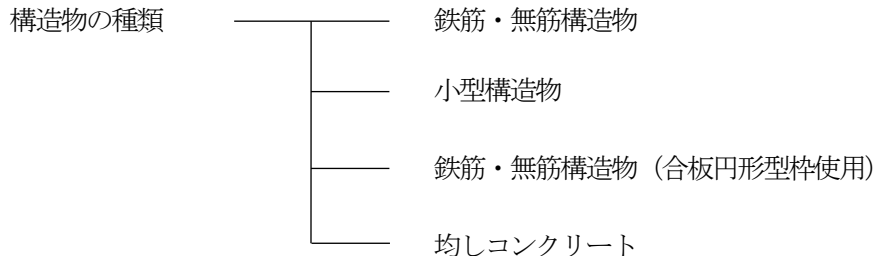 構造物の種類
鉄筋・無筋構造物
小型構造物
鉄筋・無筋構造物（合板円形型枠使用）
均しコンクリート